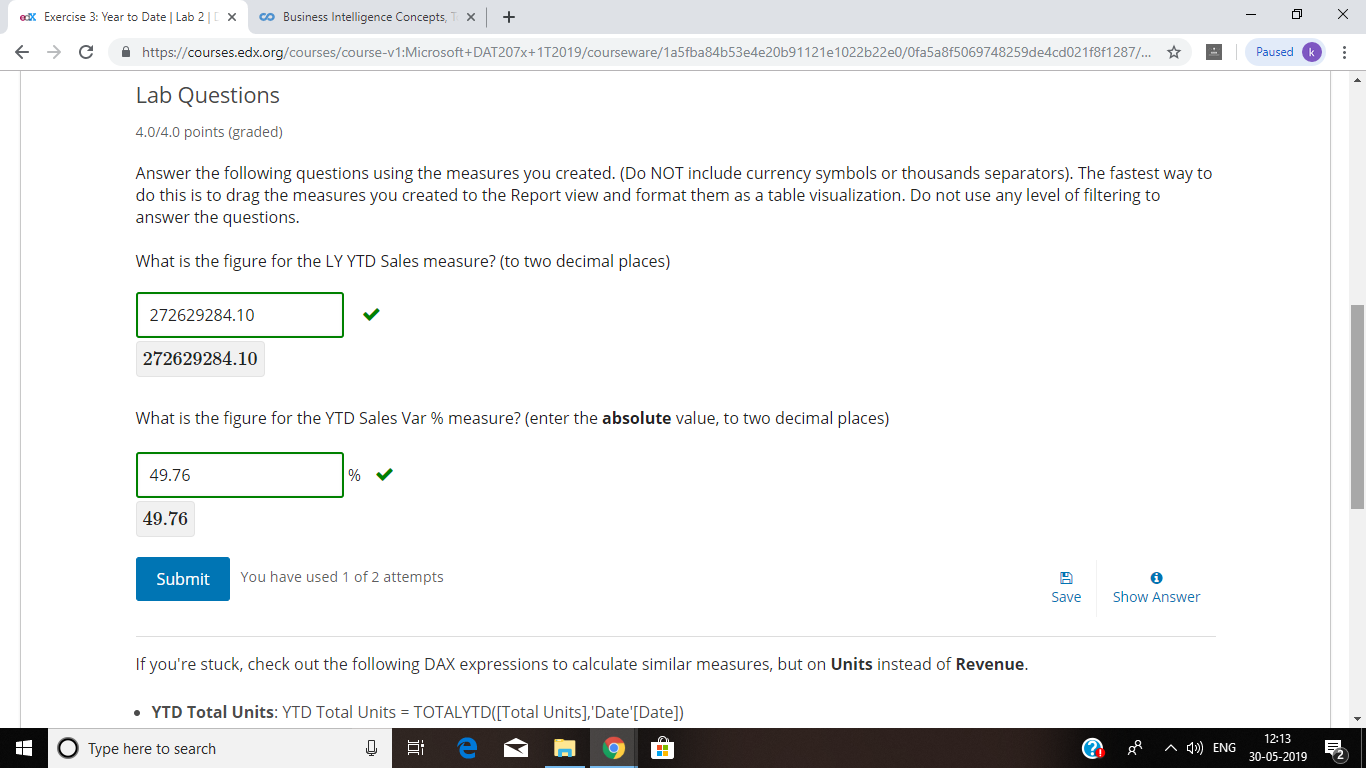 edX Exercise 3: Year to Date | Lab 2 | D
Business Intelligence Concepts, T
https://courses.edx.org/courses/course-v1:Microsoft+DAT207x+1T2019/courseware/1a5fba84b53e4e20b91121e1022b22e0/0fa5a8f5069748259de4cd021f8f1287/...
Paused k
Lab Questions
4.0/4.0 points (graded)
Answer the following questions using the measures you created. (Do NOT include currency symbols or thousands separators). The fastest way to
do this is to drag the measures you created to the Report view and format them as a table visualization. Do not use any level of filtering to
answer the questions.
What is the figure for the LY YTD Sales measure? (to two decimal places)
272629284.10
272629284.10
What is the figure for the YTD Sales Var % measure? (enter the absolute value, to two decimal places)
49.76 %
49.76
Submit You have used 1 of 2 attempts
Save Show Answer
If you're stuck, check out the following DAX expressions to calculate similar measures, but on Units instead of Revenue.
• YTD Total Units: YTD Total Units = TOTALYTD([Total Units],'Date'[Date])
Type here to search
ENG
12:13
30-05-2019
2